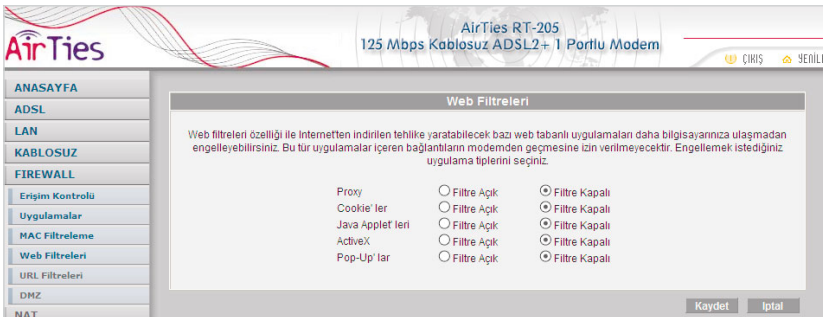 AirTies
AirTies RT-205
125 Mbps Kablosuz ADSL2+ 1 Portlu Modem
ÇIKIŞ
YENİL
ANASAYFA
ADSL
LAN
KABLOSUZ
FIREWALL
Erişim Kontrolü
Uygulamalar
MAC Filtreleme
Web Filtreleri
URL Filtreleri
DMZ
NAT
Web Filtreleri
Web filtreleri özelliği ile Internet'ten indirilen tehlike yaratabilecek bazı web tabanlı uygulamaları daha bilgisayarınıza ulaşmadan
engelleyebilirsiniz. Bu tür uygulamalar içeren bağlantıların modemden geçmesine izin verilmeyecektir. Engellemek istediğiniz
uygulama tiplerini seçiniz.
Proxy Filtre Açık Filtre Kapalı
Cookie' ler Filtre Açık Filtre Kapalı
Java Applet' leri Filtre Açık Filtre Kapalı
ActiveX Filtre Açık Filtre Kapalı
Pop-Up' lar Filtre Açık Filtre Kapalı
Kaydet İptal